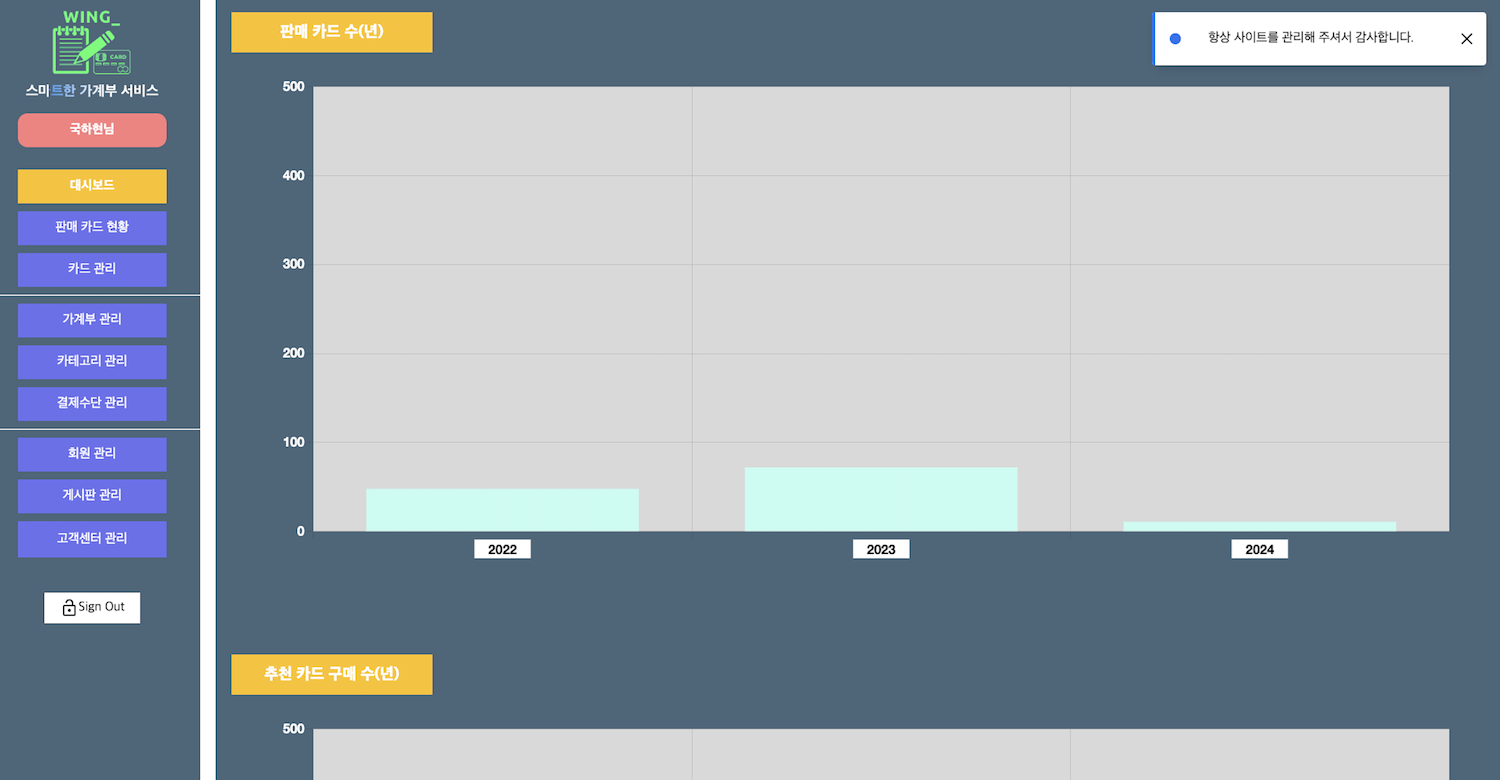 WING_
CARD
스마트한 가계부 서비스
국하현님
대시보드
판매 카드 현황
카드 관리
가계부 관리
카테고리 관리
결제수단 관리
회원 관리
게시판 관리
고객센터 관리
Sign Out
판매 카드 수(년)
항상 사이트를 관리해 주셔서 감사합니다.
500
400
300
200
100
0
2022
2023
2024
추천 카드 구매 수(년)
500